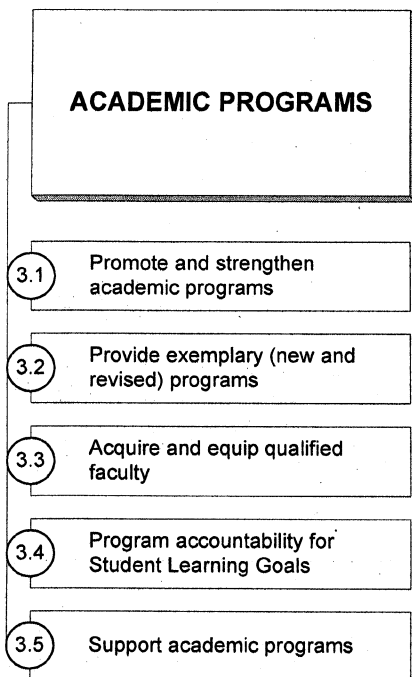 ACADEMIC PROGRAMS
3.1
Promote and strengthen
academic programs
3.2
Provide exemplary (new and
revised) programs
3.3
Acquire and equip qualified
faculty
3.4
Program accountability for
Student Learning Goals
3.5
Support academic programs